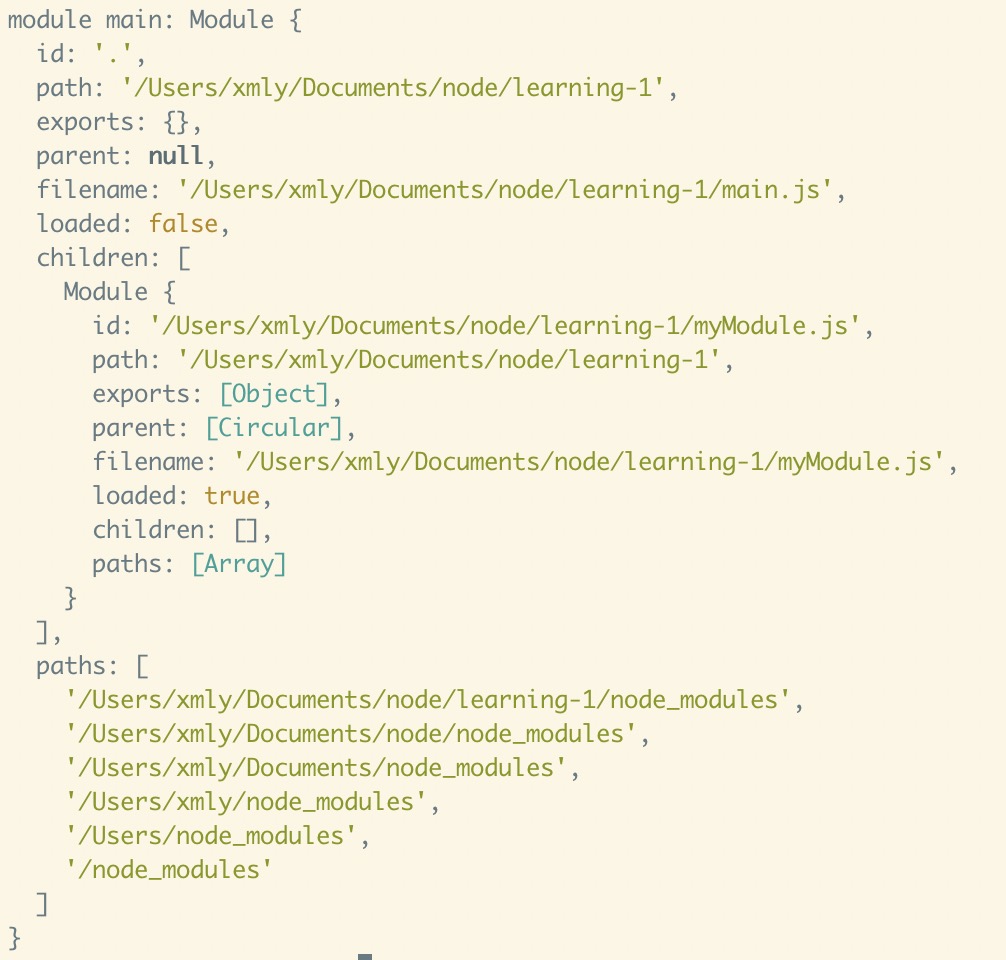 module main: Module {
  id: '.',
  path: '/Users/xmly/Documents/node/learning-1',
  exports: {},
  parent: null,
  filename: '/Users/xmly/Documents/node/learning-1/main.js',
  loaded: false,
  children: [
    Module {
      id: '/Users/xmly/Documents/node/learning-1/myModule.js',
      path: '/Users/xmly/Documents/node/learning-1',
      exports: [Object],
      parent: [Circular],
      filename: '/Users/xmly/Documents/node/learning-1/myModule.js',
      loaded: true,
      children: [],
      paths: [Array]
    }
  ],
  paths: [
    '/Users/xmly/Documents/node/learning-1/node_modules',
    '/Users/xmly/Documents/node/node_modules',
    '/Users/xmly/Documents/node_modules',
    '/Users/xmly/node_modules',
    '/Users/node_modules',
    '/node_modules'
  ]
}